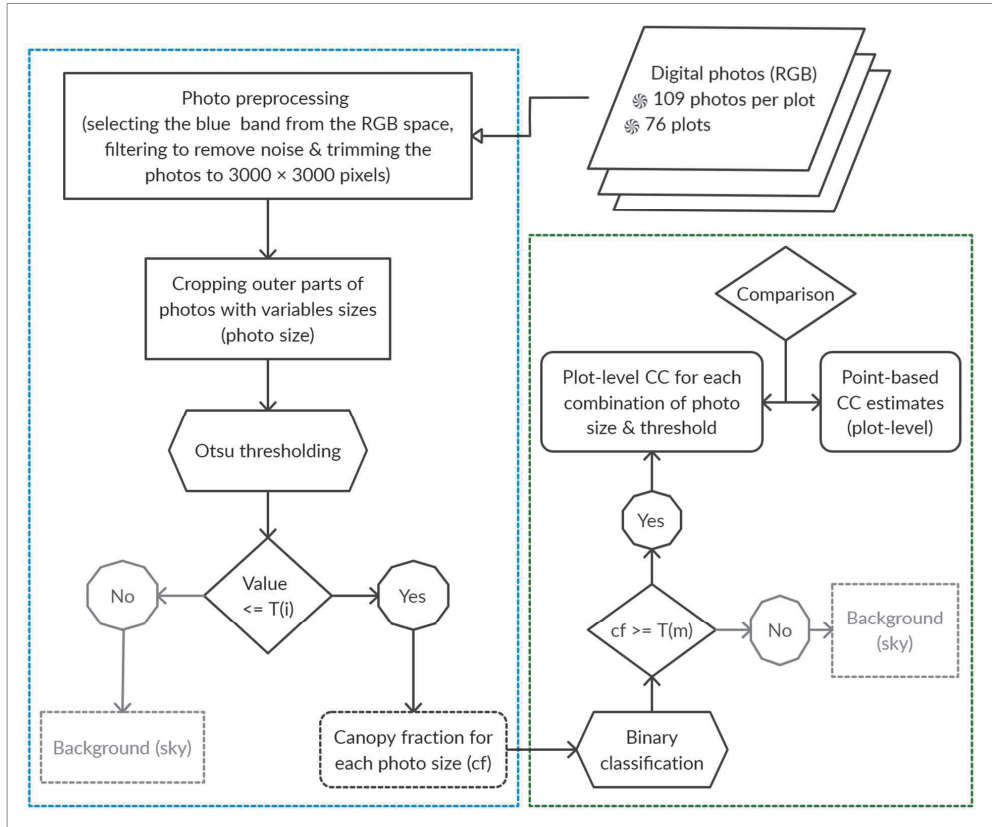 Digital photos (RGB)
109 photos per plot
76 plots
Photo preprocessing
(selecting the blue band from the RGB space,
filtering to remove noise & trimming the
photos to 3000 × 3000 pixels)
Cropping outer parts of
photos with variables sizes
(photo size)
Otsu thresholding
Value
<= T(i)
No
Yes
Background (sky)
Canopy fraction for
each photo size (cf)
Binary
classification
cf >= T(m)
No
Background
(sky)
Yes
Plot-level CC for each
combination of photo
size & threshold
Comparison
Point-based
CC estimates
(plot-level)